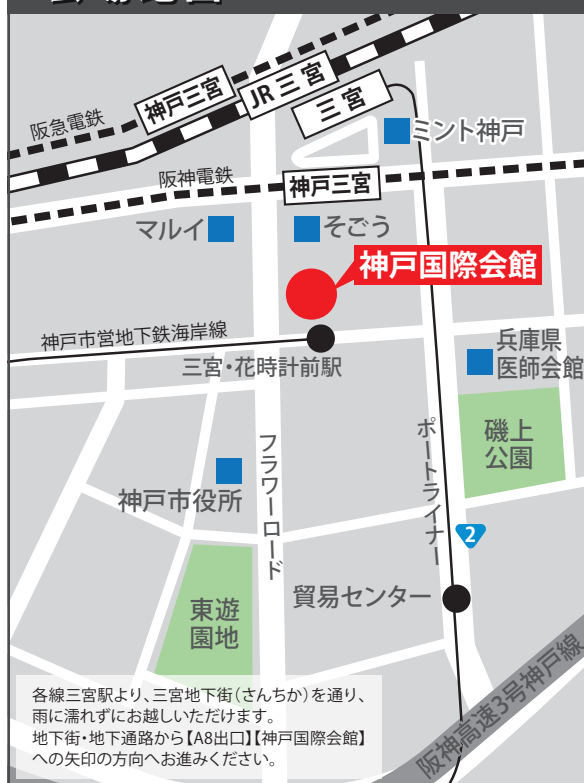 神戸三宮
JR三宮
三宮
阪急電鉄
ミント神戸
阪神電鉄
神戸三宮
マルイ
そごう
神戸国際会館
神戸市営地下鉄海岸線
三宮・花時計前駅
兵庫県
医師会館
フラワーロード
ポートライナー
磯上
公園
神戸市役所
2
貿易センター
東遊
園地
阪神高速3号神戸線
各線三宮駅より、三宮地下街(さんちか)を通り、
雨に濡れずにお越しいただけます。
地下街・地下通路から【A8出口】【神戸国際会館】
への矢印の方向へお進みください。